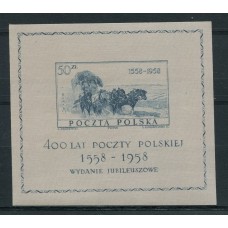 50 ZŁ
1558-1958
POCZTA POLSKA
400 LAT POCZTY POLSKIEJ
1558 - 1958
WYDANIE JUBILEUSZOWE